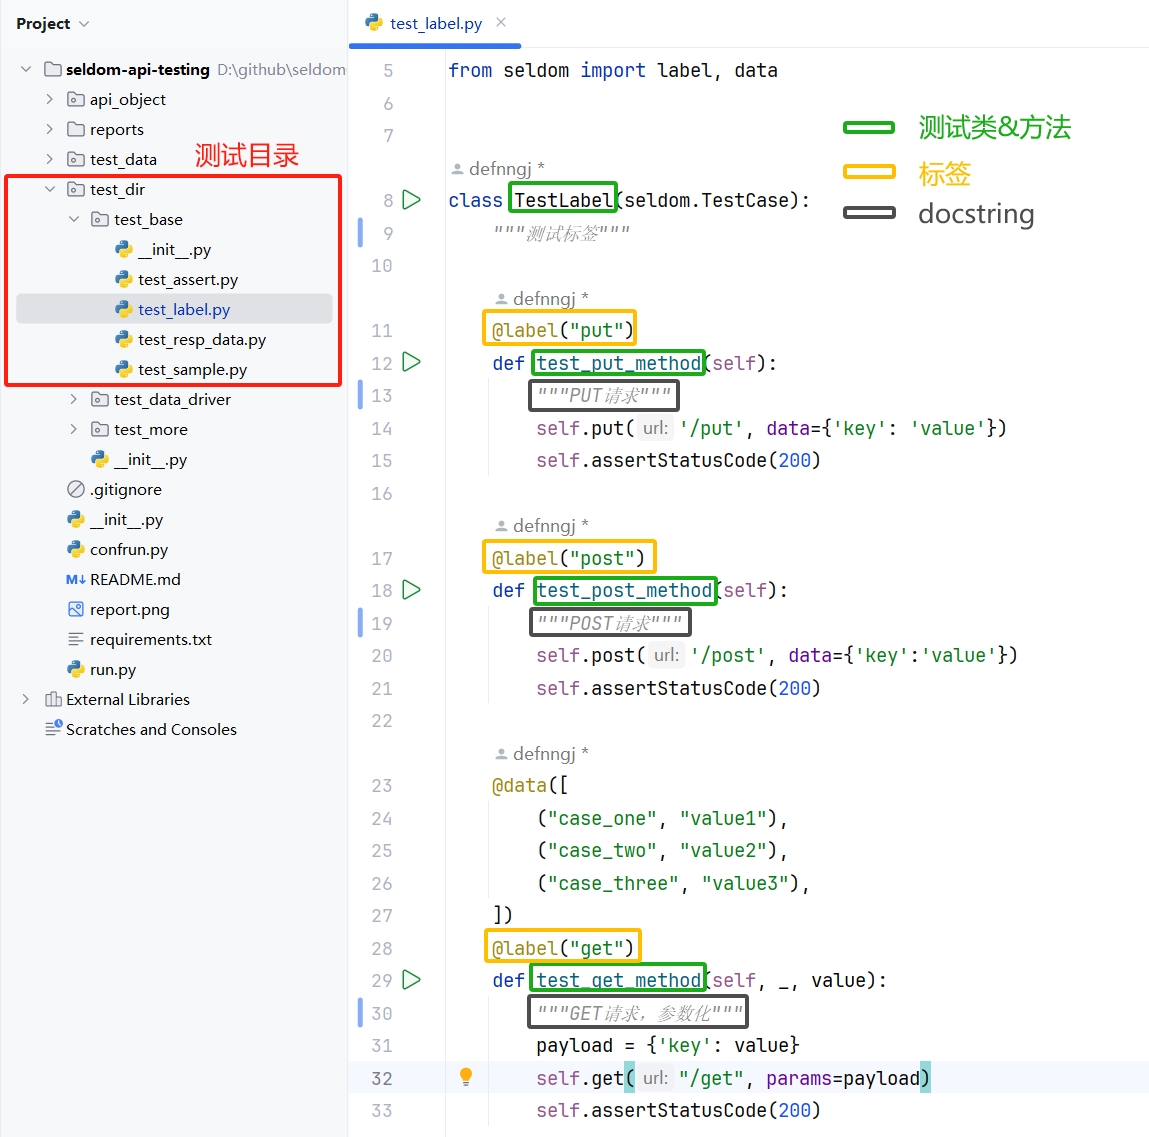 Project
test_label.py
seldom-api-testing D:\github\seldom
api_object
reports
test_data
测试目录
test_dir
test_base
__init__.py
test_assert.py
test_label.py
test_resp_data.py
test_sample.py
test_data_driver
test_more
__init__.py
.gitignore
__init__.py
confrun.py
M↓ README.md
report.png
requirements.txt
run.py
External Libraries
Scratches and Consoles
5 from seldom import label, data
6
7
测试类&方法
标签
docstring
defnngj *
8 class TestLabel(seldom.TestCase):
9 """测试标签"""
10
defnngj *
11 @label("put")
12 def test_put_method(self):
13 """PUT请求"""
14 self.put( url: '/put', data={'key': 'value'})
15 self.assertStatusCode(200)
16
defnngj *
17 @label("post")
18 def test_post_method(self):
19 """POST请求"""
20 self.post( url: '/post', data={'key':'value'})
21 self.assertStatusCode(200)
22
defnngj *
23 @data([
24 ("case_one", "value1"),
25 ("case_two", "value2"),
26 ("case_three", "value3"),
27 ])
28 @label("get")
29 def test_get_method(self, _, value):
30 """GET请求，参数化"""
31 payload = {'key': value}
32 self.get( url: "/get", params=payload)
33 self.assertStatusCode(200)